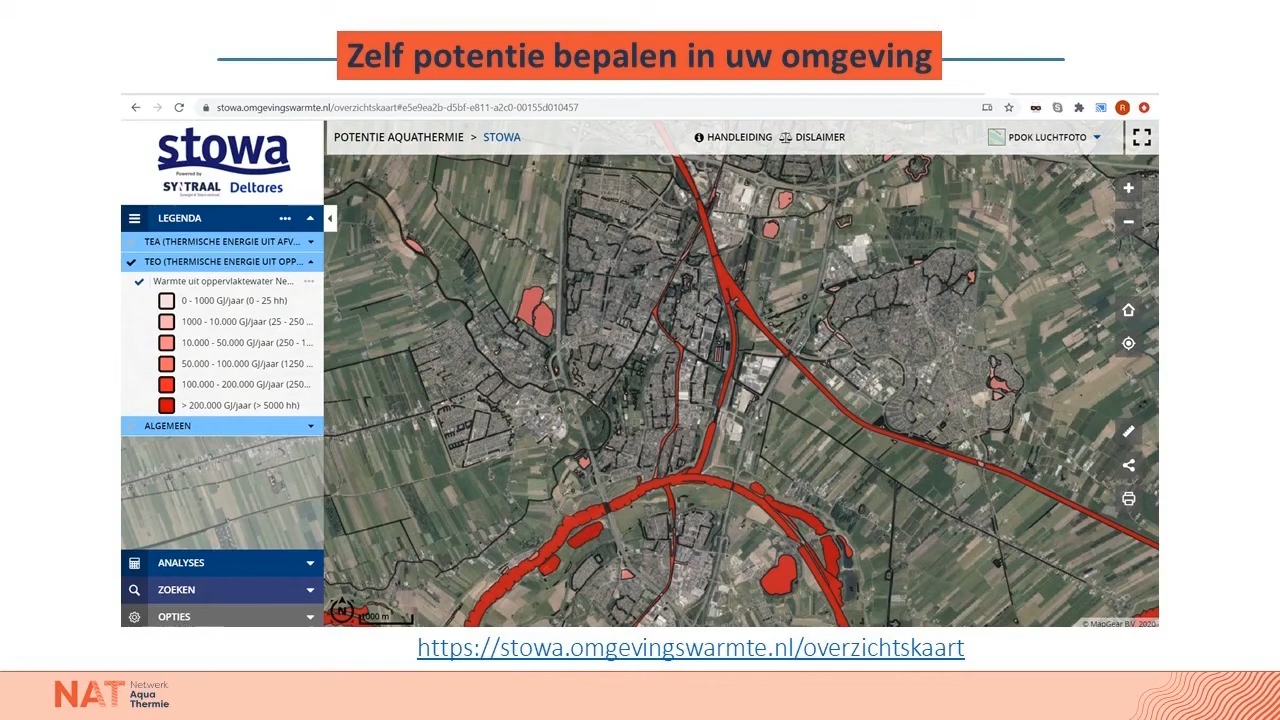 Zelf potentie bepalen in uw omgeving
stowa.omgevingswarmte.nl/overzichtskaart#e5e9ea2b-d5bf-e811-a2c0-00155d010457
R
stowa
Powered by
SYNTRAAL Deltares
POTENTIE AQUATHERMIE > STOWA
HANDLEIDING DISLAIMER
PDOK LUCHTFOTO
LEGENDA
TEA (THERMISCHE ENERGIE UIT AFV...
TEO (THERMISCHE ENERGIE UIT OPP...
Warmte uit oppervlaktewater Ne...
0 - 1000 GJ/jaar (0 - 25 hh)
1000 - 10.000 GJ/jaar (25 - 250 ...
10.000 - 50.000 GJ/jaar (250 - 1...
50.000 - 100.000 GJ/jaar (1250 ...
100.000 - 200.000 GJ/jaar (250...
> 200.000 GJ/jaar (> 5000 hh)
ALGEMEEN
ANALYSES
ZOEKEN
OPTIES
N
1000 m
© MapGear B.V. 2020
https://stowa.omgevingswarmte.nl/overzichtskaart
NAT
Netwerk
Aqua
Thermie